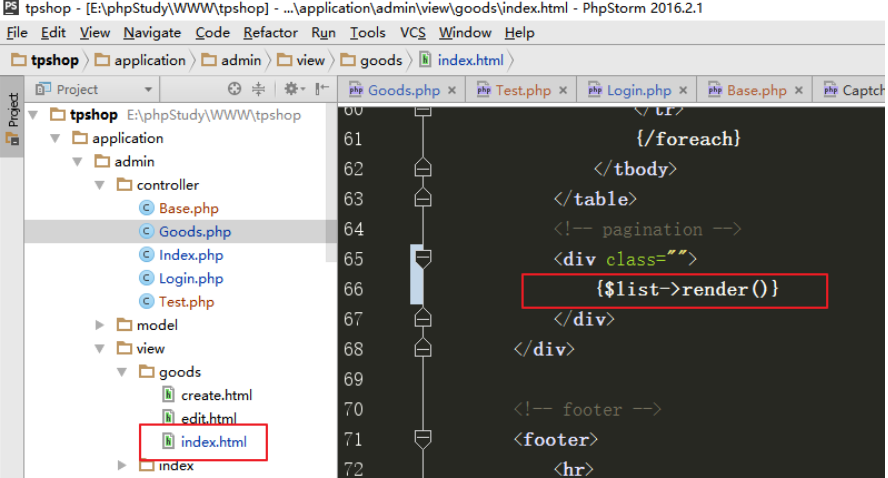 tpshop - [E:\phpStudy\WWW\tpshop] - ...\application\admin\view\goods\index.html - PhpStorm 2016.2.1
File Edit View Navigate Code Refactor Run Tools VCS Window Help
tpshop application admin view goods index.html
Project Goods.php Test.php Login.php Base.php Captch
Project
tpshop E:\phpStudy\WWW\tpshop
application
admin
controller
Base.php
Goods.php
Index.php
Login.php
Test.php
model
view
goods
create.html
edit.html
index.html
index
60 </tr>
61 {/foreach}
62 </tbody>
63 </table>
64 <!-- pagination -->
65 <div class="">
66 {$list->render()}
67 </div>
68 </div>
69
70 <!-- footer -->
71 <footer>
72 <hr>